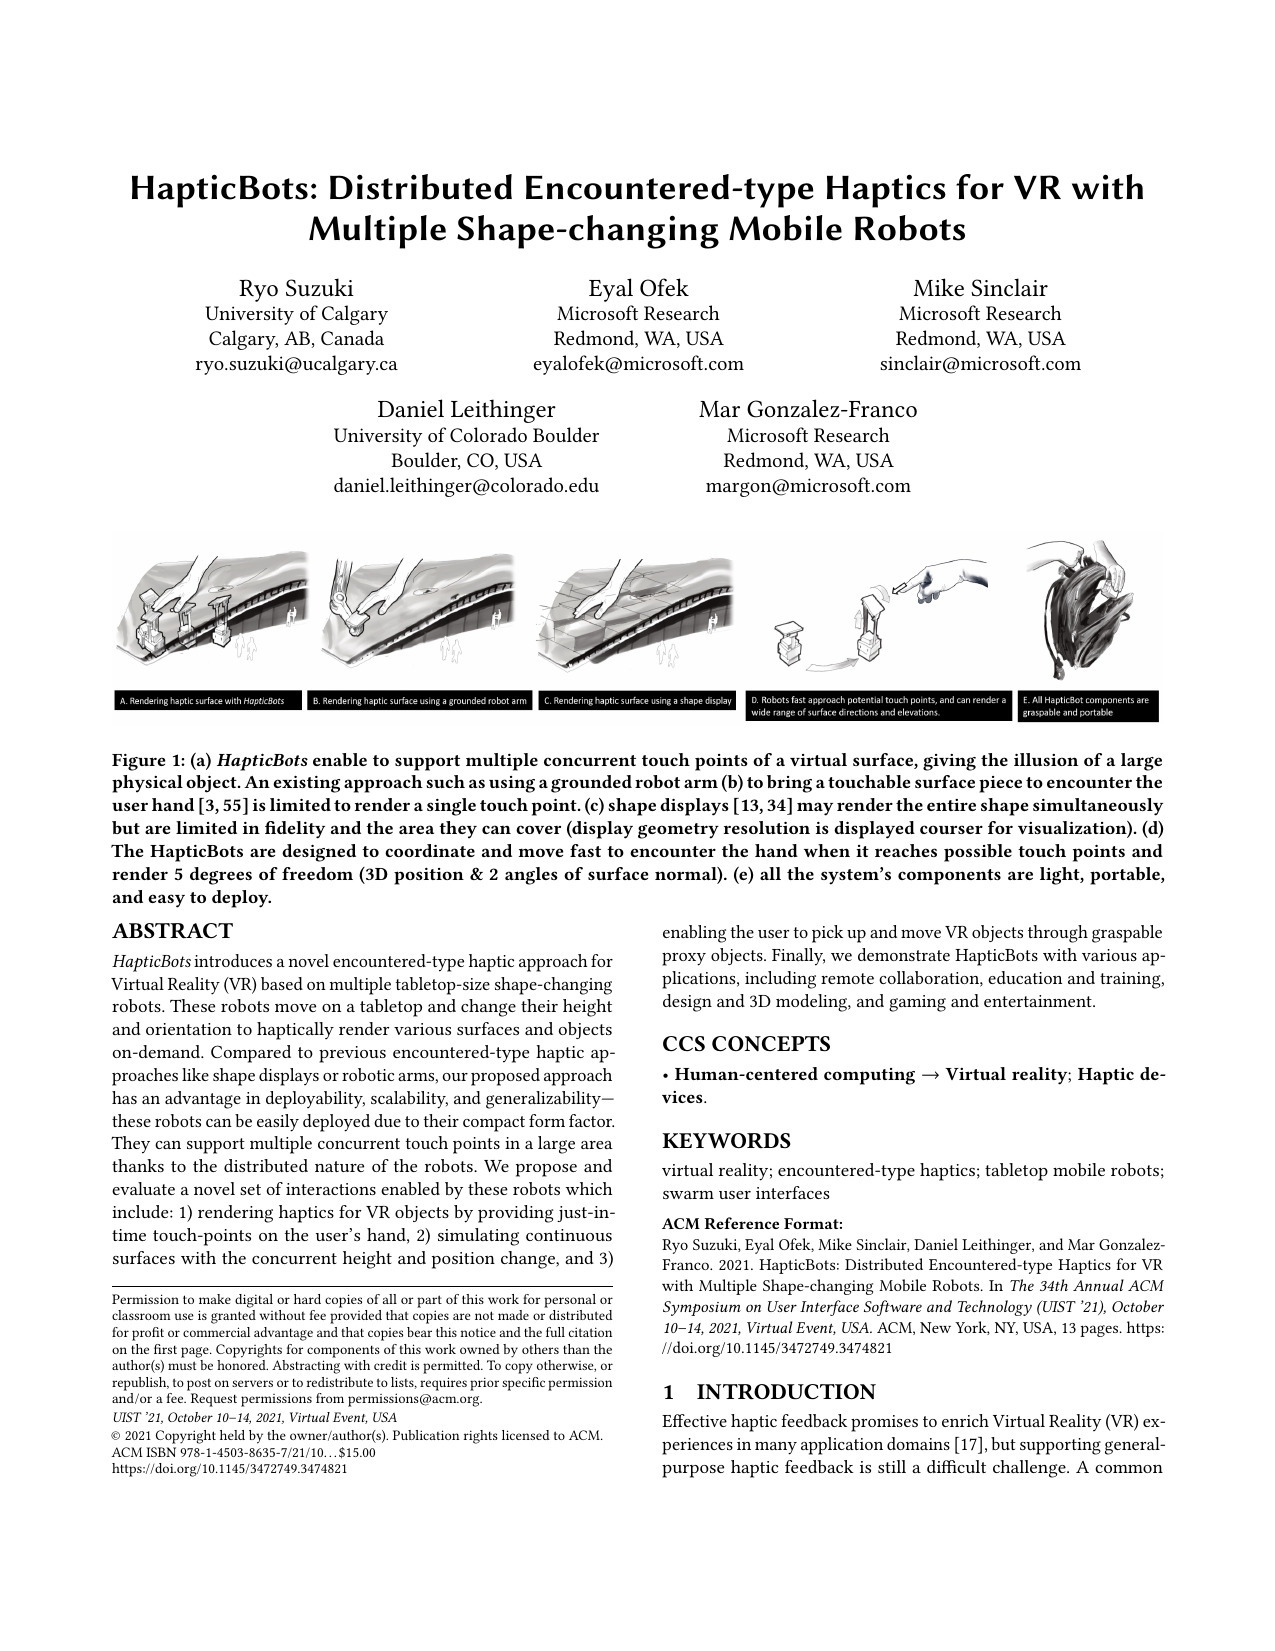 HapticBots: Distributed Encountered-type Haptics for VR with
Multiple Shape-changing Mobile Robots
Ryo Suzuki
University of Calgary
Calgary, AB, Canada
ryo.suzuki@ucalgary.ca
Eyal Ofek
Microsoft Research
Redmond, WA, USA
eyalofek@microsoft.com
Mike Sinclair
Microsoft Research
Redmond, WA, USA
sinclair@microsoft.com
Daniel Leithinger
University of Colorado Boulder
Boulder, CO, USA
daniel.leithinger@colorado.edu
Mar Gonzalez-Franco
Microsoft Research
Redmond, WA, USA
margon@microsoft.com
A. Rendering haptic surface with HapticBots
B. Rendering haptic surface using a grounded robot arm
C. Rendering haptic surface using a shape display
D. Robots fast approach potential touch points, and can render a
wide range of surface directions and elevations.
E. All HapticBot components are
graspable and portable
Figure 1: (a) HapticBots enable to support multiple concurrent touch points of a virtual surface, giving the illusion of a large
physical object. An existing approach such as using a grounded robot arm (b) to bring a touchable surface piece to encounter the
user hand [3, 55] is limited to render a single touch point. (c) shape displays [13, 34] may render the entire shape simultaneously
but are limited in fidelity and the area they can cover (display geometry resolution is displayed courser for visualization). (d)
The HapticBots are designed to coordinate and move fast to encounter the hand when it reaches possible touch points and
render 5 degrees of freedom (3D position & 2 angles of surface normal). (e) all the system's components are light, portable,
and easy to deploy.
ABSTRACT
HapticBots introduces a novel encountered-type haptic approach for
Virtual Reality (VR) based on multiple tabletop-size shape-changing
robots. These robots move on a tabletop and change their height
and orientation to haptically render various surfaces and objects
on-demand. Compared to previous encountered-type haptic ap-
proaches like shape displays or robotic arms, our proposed approach
has an advantage in deployability, scalability, and generalizability—
these robots can be easily deployed due to their compact form factor.
They can support multiple concurrent touch points in a large area
thanks to the distributed nature of the robots. We propose and
evaluate a novel set of interactions enabled by these robots which
include: 1) rendering haptics for VR objects by providing just-in-
time touch-points on the user's hand, 2) simulating continuous
surfaces with the concurrent height and position change, and 3)
Permission to make digital or hard copies of all or part of this work for personal or
classroom use is granted without fee provided that copies are not made or distributed
for profit or commercial advantage and that copies bear this notice and the full citation
on the first page. Copyrights for components of this work owned by others than the
author(s) must be honored. Abstracting with credit is permitted. To copy otherwise, or
republish, to post on servers or to redistribute to lists, requires prior specific permission
and/or a fee. Request permissions from permissions@acm.org.
UIST '21, October 10–14, 2021, Virtual Event, USA
© 2021 Copyright held by the owner/author(s). Publication rights licensed to ACM.
ACM ISBN 978-1-4503-8635-7/21/10...$15.00
https://doi.org/10.1145/3472749.3474821
enabling the user to pick up and move VR objects through graspable
proxy objects. Finally, we demonstrate HapticBots with various ap-
plications, including remote collaboration, education and training,
design and 3D modeling, and gaming and entertainment.
CCS CONCEPTS
• Human-centered computing → Virtual reality; Haptic de-
vices.
KEYWORDS
virtual reality; encountered-type haptics; tabletop mobile robots;
swarm user interfaces
ACM Reference Format:
Ryo Suzuki, Eyal Ofek, Mike Sinclair, Daniel Leithinger, and Mar Gonzalez-
Franco. 2021. HapticBots: Distributed Encountered-type Haptics for VR
with Multiple Shape-changing Mobile Robots. In The 34th Annual ACM
Symposium on User Interface Software and Technology (UIST '21), October
10–14, 2021, Virtual Event, USA. ACM, New York, NY, USA, 13 pages. https:
//doi.org/10.1145/3472749.3474821
1 INTRODUCTION
Effective haptic feedback promises to enrich Virtual Reality (VR) ex-
periences in many application domains [17], but supporting general-
purpose haptic feedback is still a difficult challenge. A common